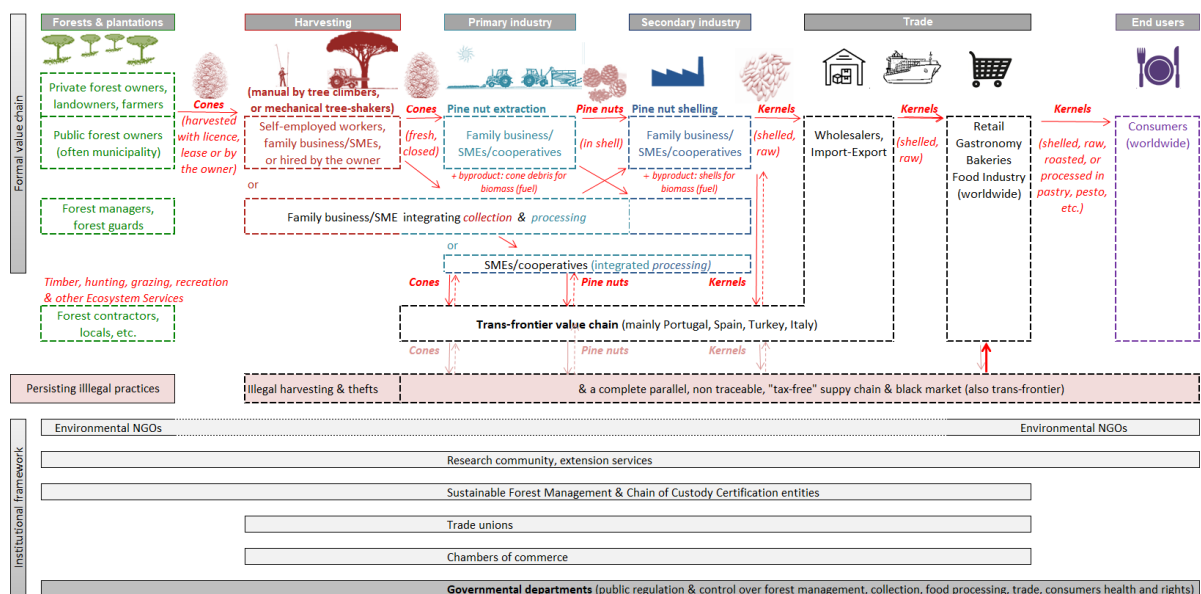 Forests & plantations
Harvesting
Primary industry
Secondary industry
Trade
End users
Formal value chain
Private forest owners,
landowners, farmers
Public forest owners
(often municipality)
Cones
(harvested
with licence,
lease or by
the owner)
(manual by tree climbers,
or mechanical tree-shakers)
Self-employed workers,
family business/SMEs,
or hired by the owner
Cones
(fresh,
closed)
Pine nut extraction
Family business/
SMEs/cooperatives
+ byproduct: cone debris for
biomass (fuel)
Pine nuts
(in shell)
Pine nut shelling
Family business/
SMEs/cooperatives
+ byproduct: shells for
biomass (fuel)
Kernels
(shelled,
raw)
Wholesalers,
Import-Export
Kernels
(shelled,
raw)
Retail
Gastronomy
Bakeries
Food Industry
(worldwide)
Kernels
(shelled, raw,
roasted, or
processed in
pastry, pesto,
etc.)
Consumers
(worldwide)
or
Forest managers,
forest guards
Family business/SME integrating collection & processing
or
SMEs/cooperatives (integrated processing)
Timber, hunting, grazing, recreation
& other Ecosystem Services
Forest contractors,
locals, etc.
Cones
Pine nuts
Kernels
Trans-frontier value chain (mainly Portugal, Spain, Turkey, Italy)
Cones
Pine nuts
Kernels
Persisting illlegal practices
Illegal harvesting & thefts
& a complete parallel, non traceable, "tax-free" suppy chain & black market (also trans-frontier)
Institutional framework
Environmental NGOs
Environmental NGOs
Research community, extension services
Sustainable Forest Management & Chain of Custody Certification entities
Trade unions
Chambers of commerce
Governmental departments (public regulation & control over forest management, collection, food processing, trade, consumers health and rights)